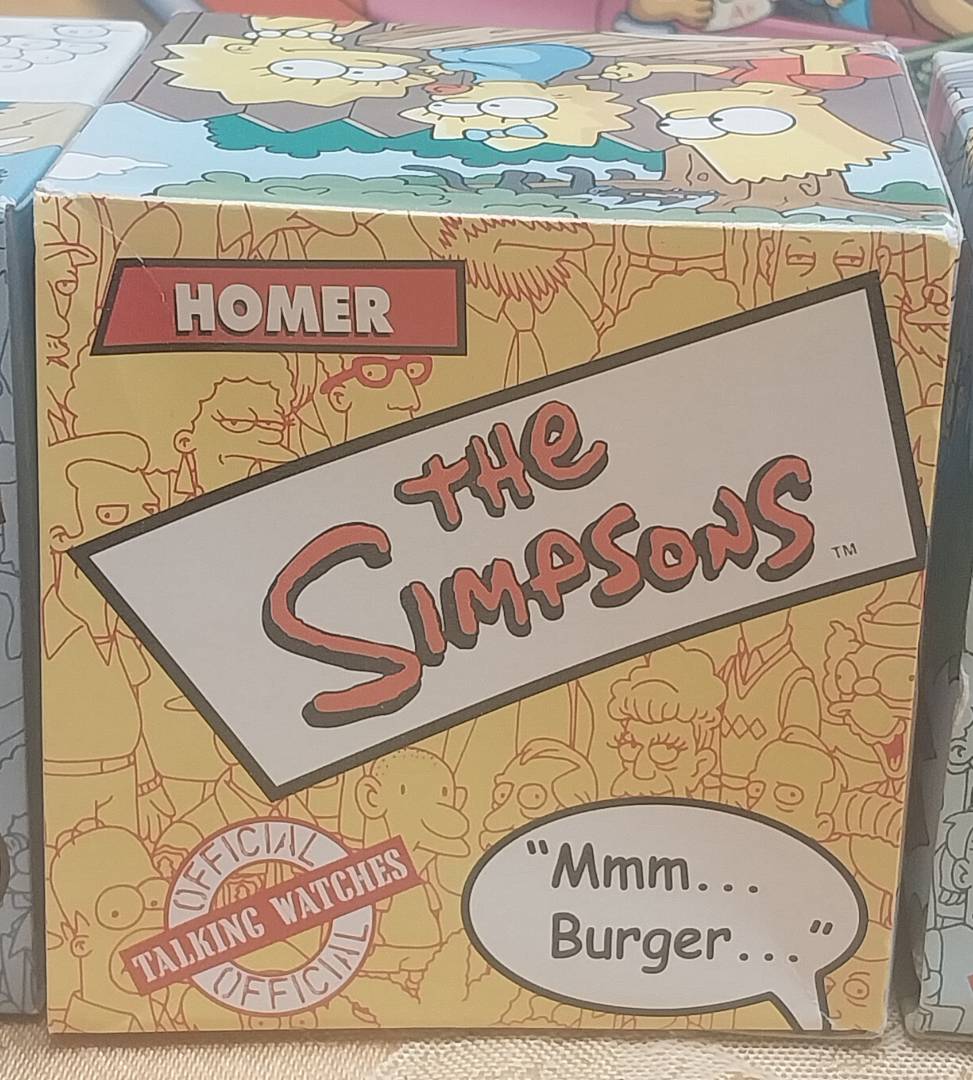 HOMER
THE
SIMPSONS
TM
OFFICIAL
TALKING WATCHES
OFFICIAL
"Mmm...
Burger..."